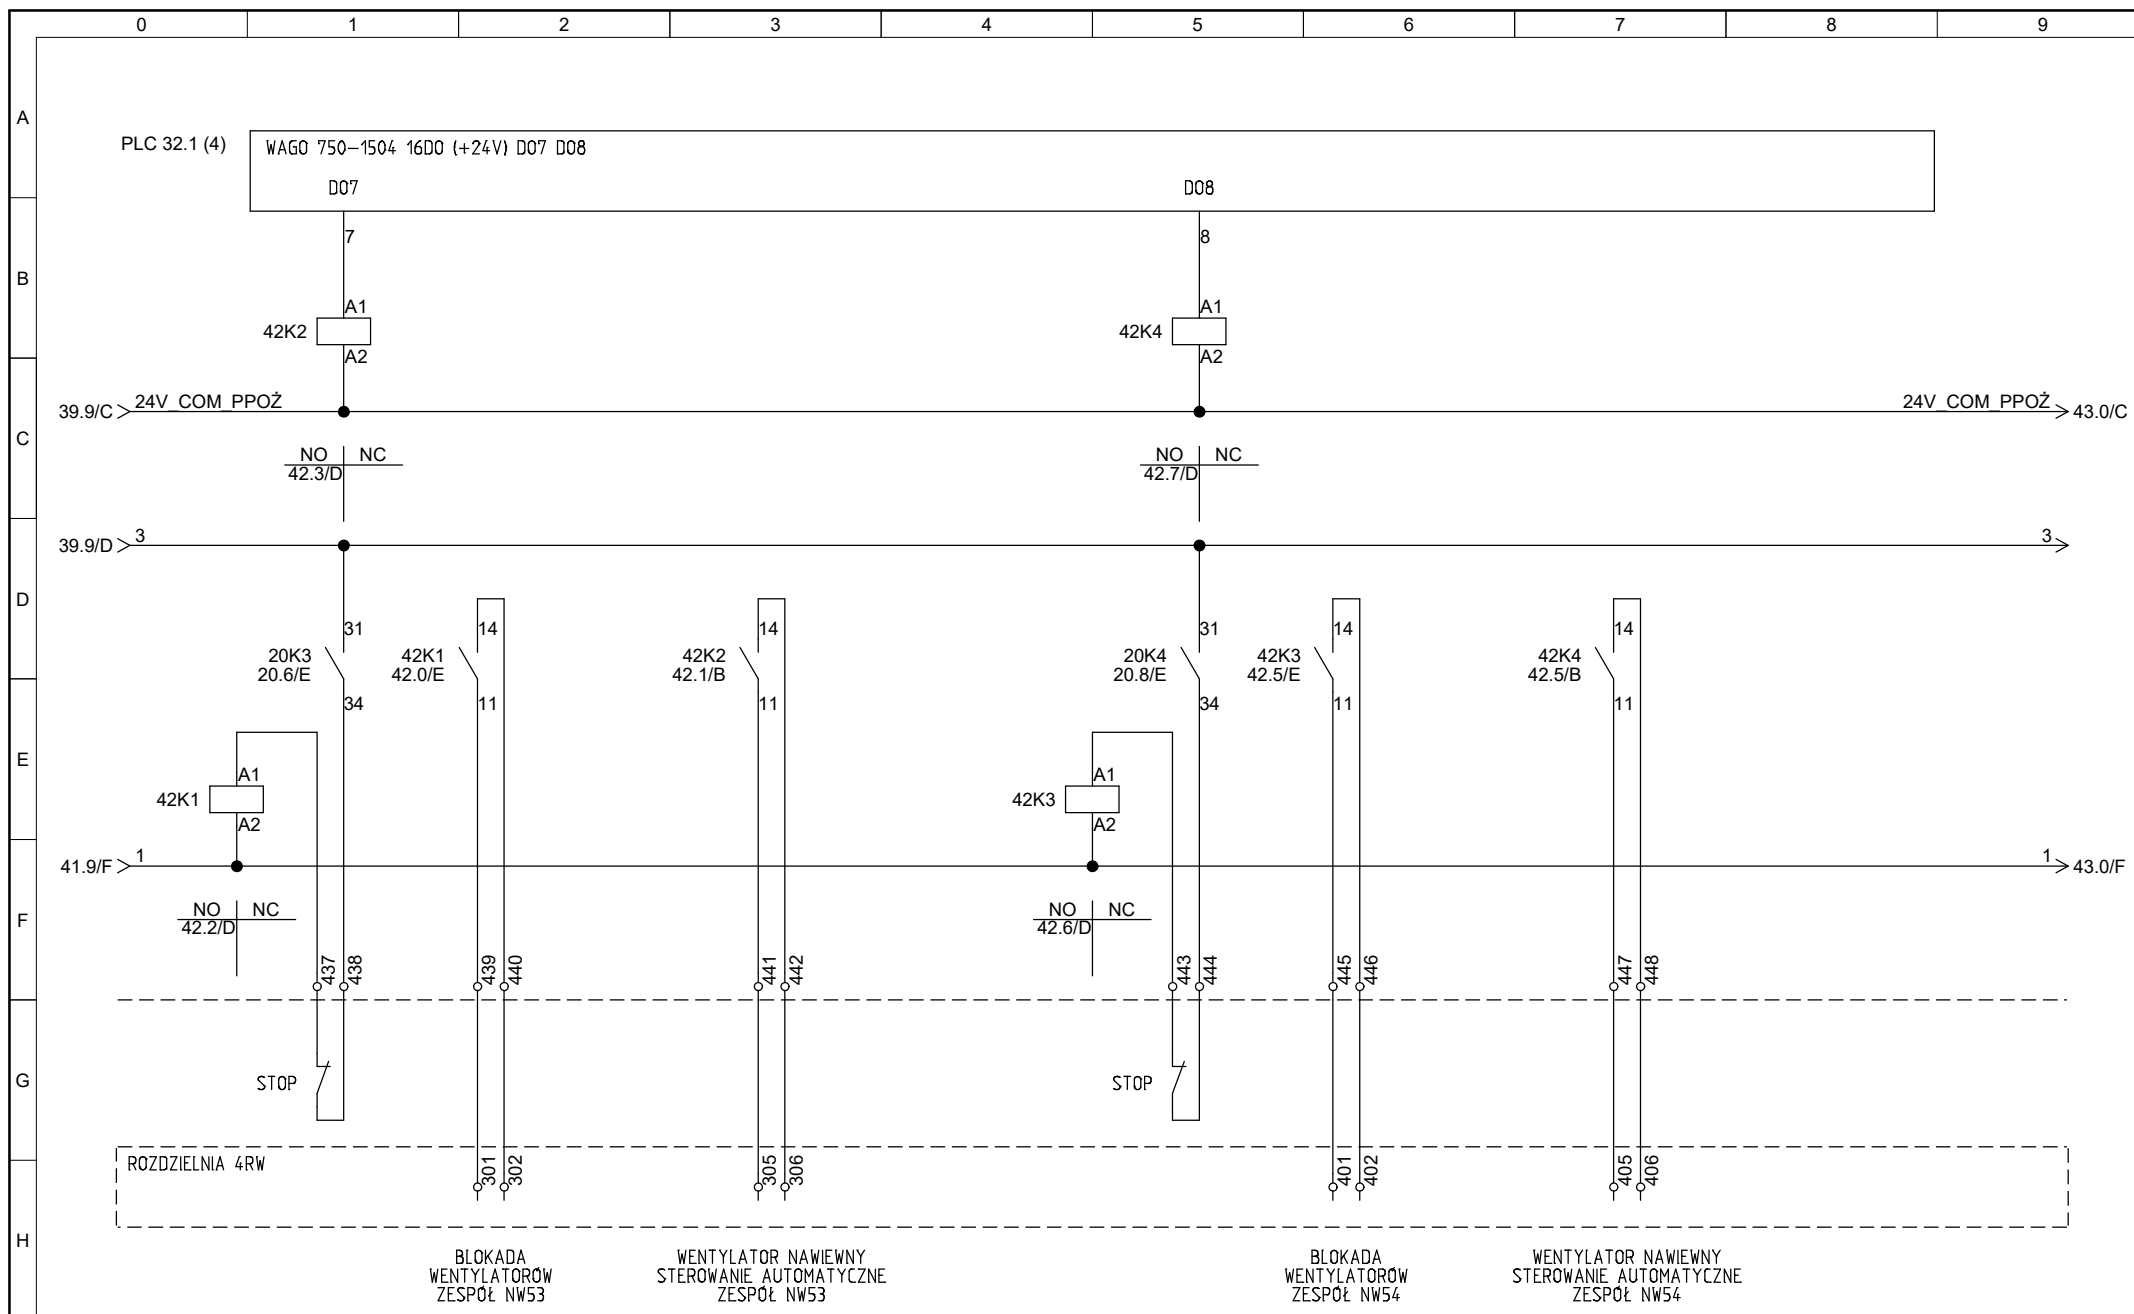 0 1 2 3 4 5 6 7 8 9
A
PLC 32.1 (4)
WAGO 750-1504 16DO (+24V) DO7 DO8
DO7 DO8
7 8
B
A1 A1
42K2 42K4
A2 A2
39.9/C 24V_COM_PPOŻ 24V_COM_PPOŻ 43.0/C
C
NO NC NO NC
42.3/D 42.7/D
39.9/D 3 3
D
31 14 14 31 14 14
20K3 42K1 42K2 20K4 42K3 42K4
20.6/E 42.0/E 42.1/B 20.8/E 42.5/E 42.5/B
34 11 11 34 11 11
E
A1 A1
42K1 42K3
A2 A2
41.9/F 1 1 43.0/F
F
NO NC NO NC
42.2/D 42.6/D
437 438 439 440 441 442 443 444 445 446 447 448
G
STOP STOP
ROZDZIELNIA 4RW
301 302 305 306 401 402 405 406
H
BLOKADA WENTYLATOR NAWIEWNY BLOKADA WENTYLATOR NAWIEWNY
WENTYLATORÓW STEROWANIE AUTOMATYCZNE WENTYLATORÓW STEROWANIE AUTOMATYCZNE
ZESPÓŁ NW53 ZESPÓŁ NW53 ZESPÓŁ NW54 ZESPÓŁ NW54